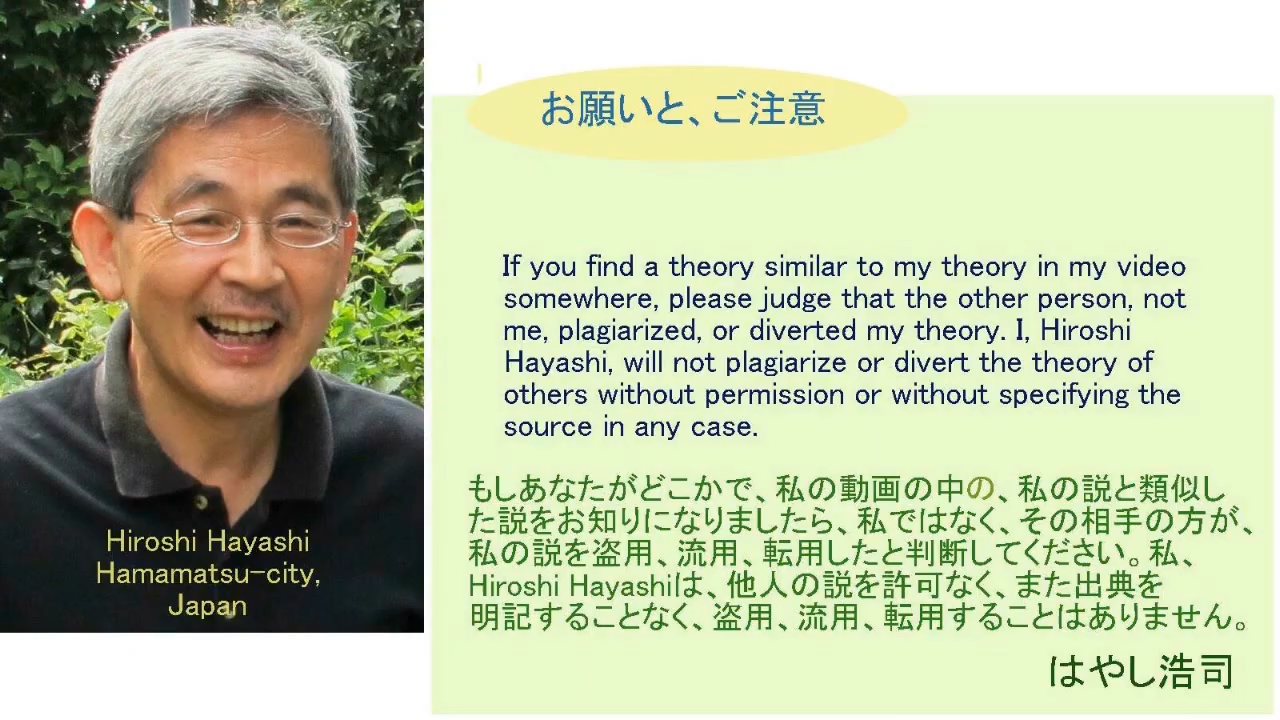 お願いと、ご注意
If you find a theory similar to my theory in my video
somewhere, please judge that the other person, not
me, plagiarized, or diverted my theory. I, Hiroshi
Hayashi, will not plagiarize or divert the theory of
others without permission or without specifying the
source in any case.
もしあなたがどこかで、私の動画の中の、私の説と類似し
た説をお知りになりましたら、私ではなく、その相手の方が、
私の説を盗用、流用、転用したと判断してください。私、
Hiroshi Hayashiは、他人の説を許可なく、また出典を
明記することなく、盗用、流用、転用することはありません。
はやし浩司
Hiroshi Hayashi
Hamamatsu-city,
Japan